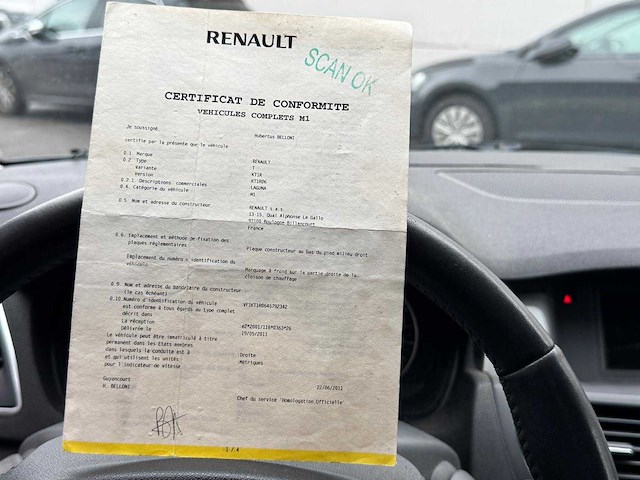 RENAULT
SCAN OK
CERTIFICAT DE CONFORMITE
VEHICULES COMPLETS M1
Je soussigné Hubertus BELLONI
certifie par la présente que le véhicule
0.1. Marque RENAULT
0.2 Type T
Variante KT1R
Version
0.2.1. Descriptions commerciales LAGUNA
0.4. Catégorie du véhicule M1
0.5. Nom et adresse du constructeur RENAULT s.a.s
13-15, Quai Alphonse Le Gallo
92100 Boulogne Billancourt
France
0.6. Emplacement et méthode de fixation des
plaques réglementaires Plaque constructeur au bas du pied milieu droit
Emplacement du numéro d'identification du
véhicule Marquage à froid sur la partie droite de la
cloison de chauffage
0.9. Nom et adresse du mandataire du constructeur
(le cas échéant)
0.10. Numéro d'identification du véhicule
est conforme à tous égards au type complet
décrit dans
La réception
Délivrée le 19/05/2011
Le véhicule peut être immatriculé à titre
permanent dans les Etats membres
dans lesquels la conduite est à Droite
et qui utilisent les unités Métriques
pour l'indicateur de vitesse
Guyancourt 22/06/2011
H. BELLONI
Chef du service 'Homologation Officielle'
1/4